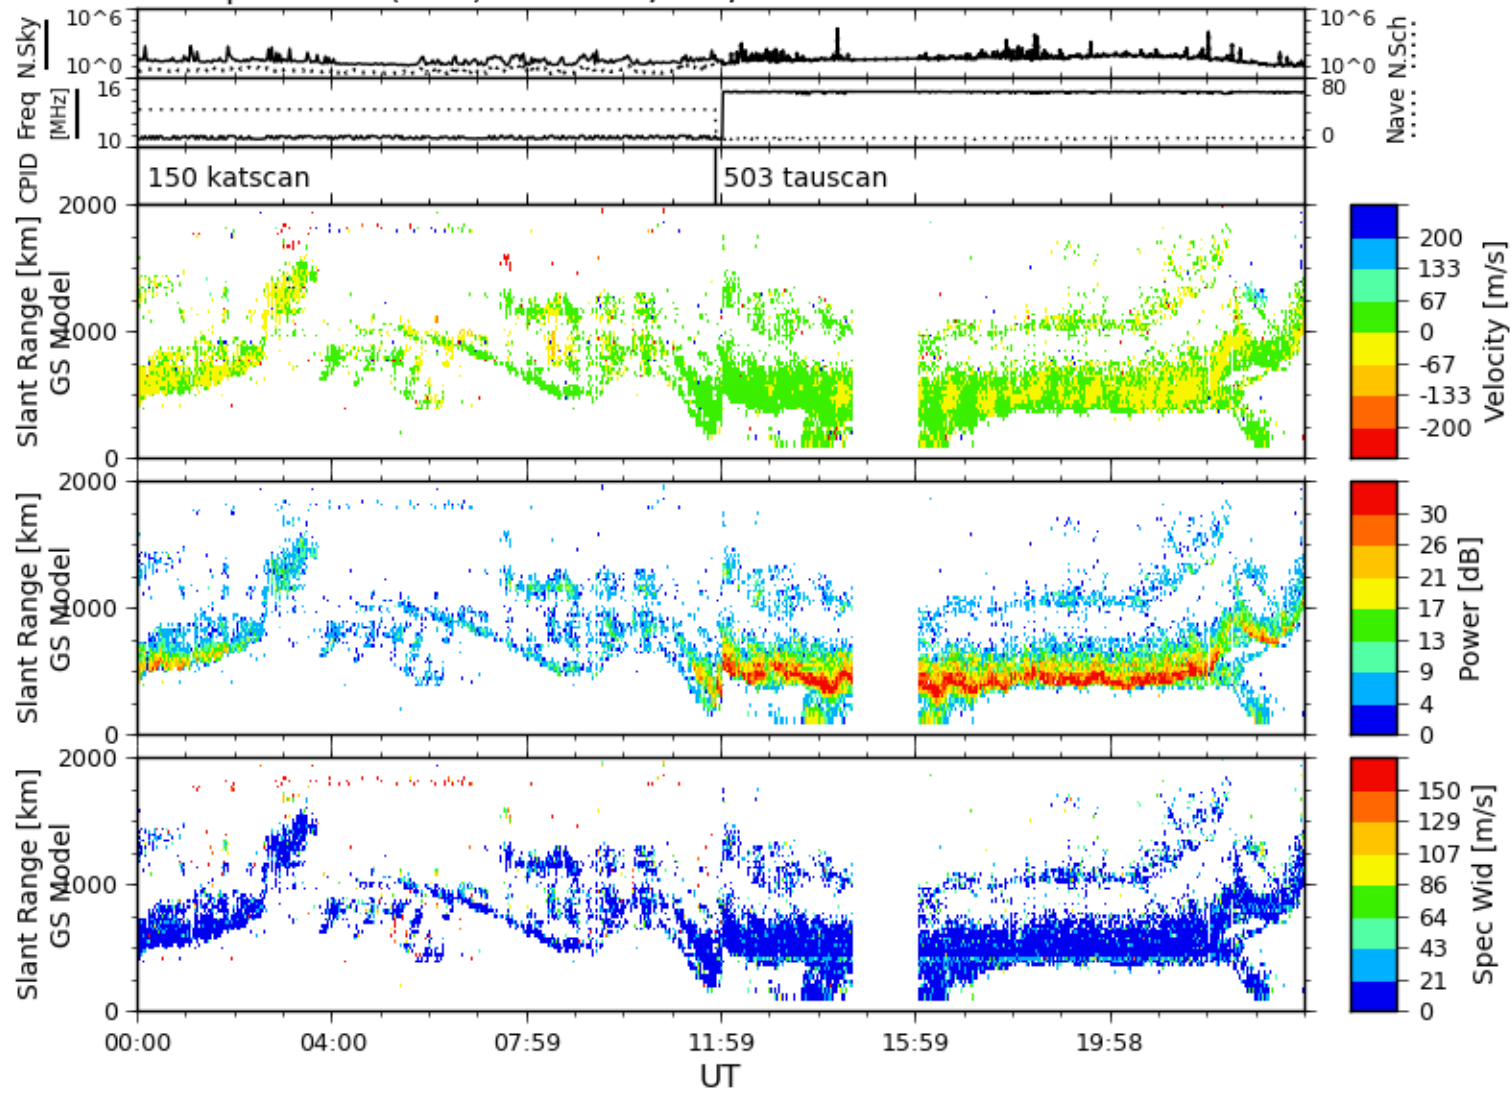 N.Sky
10^6
10^0
10^6
10^0
N.Sch
Freq
[MHz]
16
10
80
0
Nave
CPID
150 katscan
503 tauscan
Slant Range [km]
GS Model
2000
1000
0
200
133
67
0
-67
-133
-200
Velocity [m/s]
Slant Range [km]
GS Model
2000
1000
0
30
26
21
17
13
9
4
0
Power [dB]
Slant Range [km]
GS Model
2000
1000
0
150
129
107
86
64
43
21
0
Spec Wid [m/s]
00:00
04:00
07:59
11:59
15:59
19:58
UT